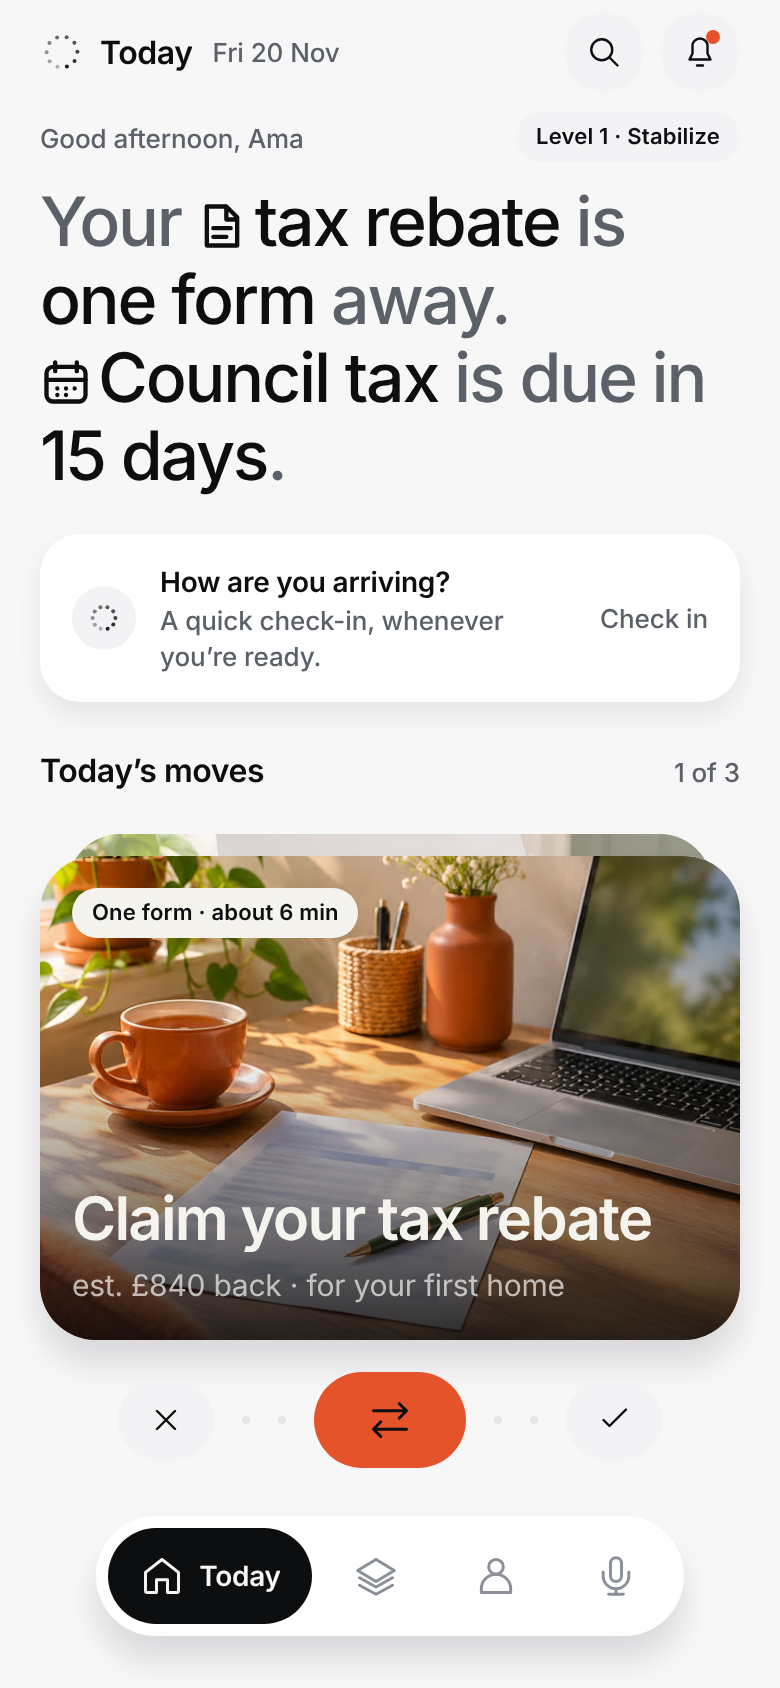 Today Fri 20 Nov
Good afternoon, Ama
Level 1 · Stabilize
Your tax rebate is
one form away.
Council tax is due in
15 days.
How are you arriving?
A quick check-in, whenever
you’re ready.
Check in
Today’s moves
1 of 3
One form · about 6 min
Claim your tax rebate
est. £840 back · for your first home
Today